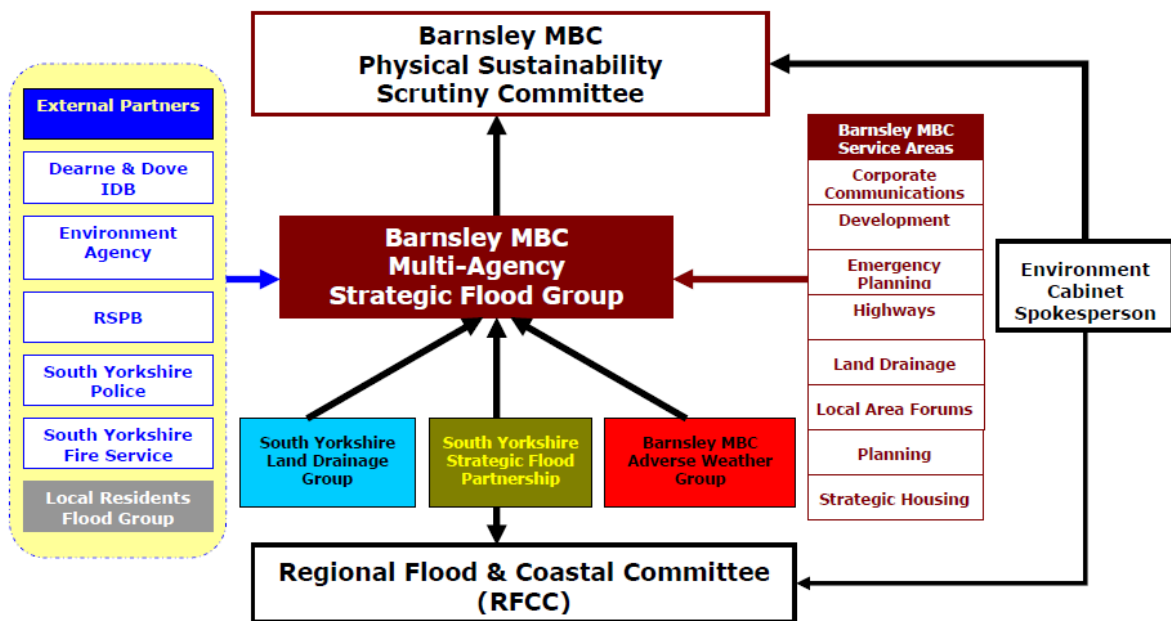 Barnsley MBC
Physical Sustainability
Scrutiny Committee
External Partners
Dearne & Dove
IDB
Environment
Agency
RSPB
South Yorkshire
Police
South Yorkshire
Fire Service
Local Residents
Flood Group
Barnsley MBC
Multi-Agency
Strategic Flood Group
South Yorkshire
Land Drainage
Group
South Yorkshire
Strategic Flood
Partnership
Barnsley MBC
Adverse Weather
Group
Barnsley MBC
Service Areas
Corporate
Communications
Development
Emergency
Planning
Highways
Land Drainage
Local Area Forums
Planning
Strategic Housing
Environment
Cabinet
Spokesperson
Regional Flood & Coastal Committee
(RFCC)